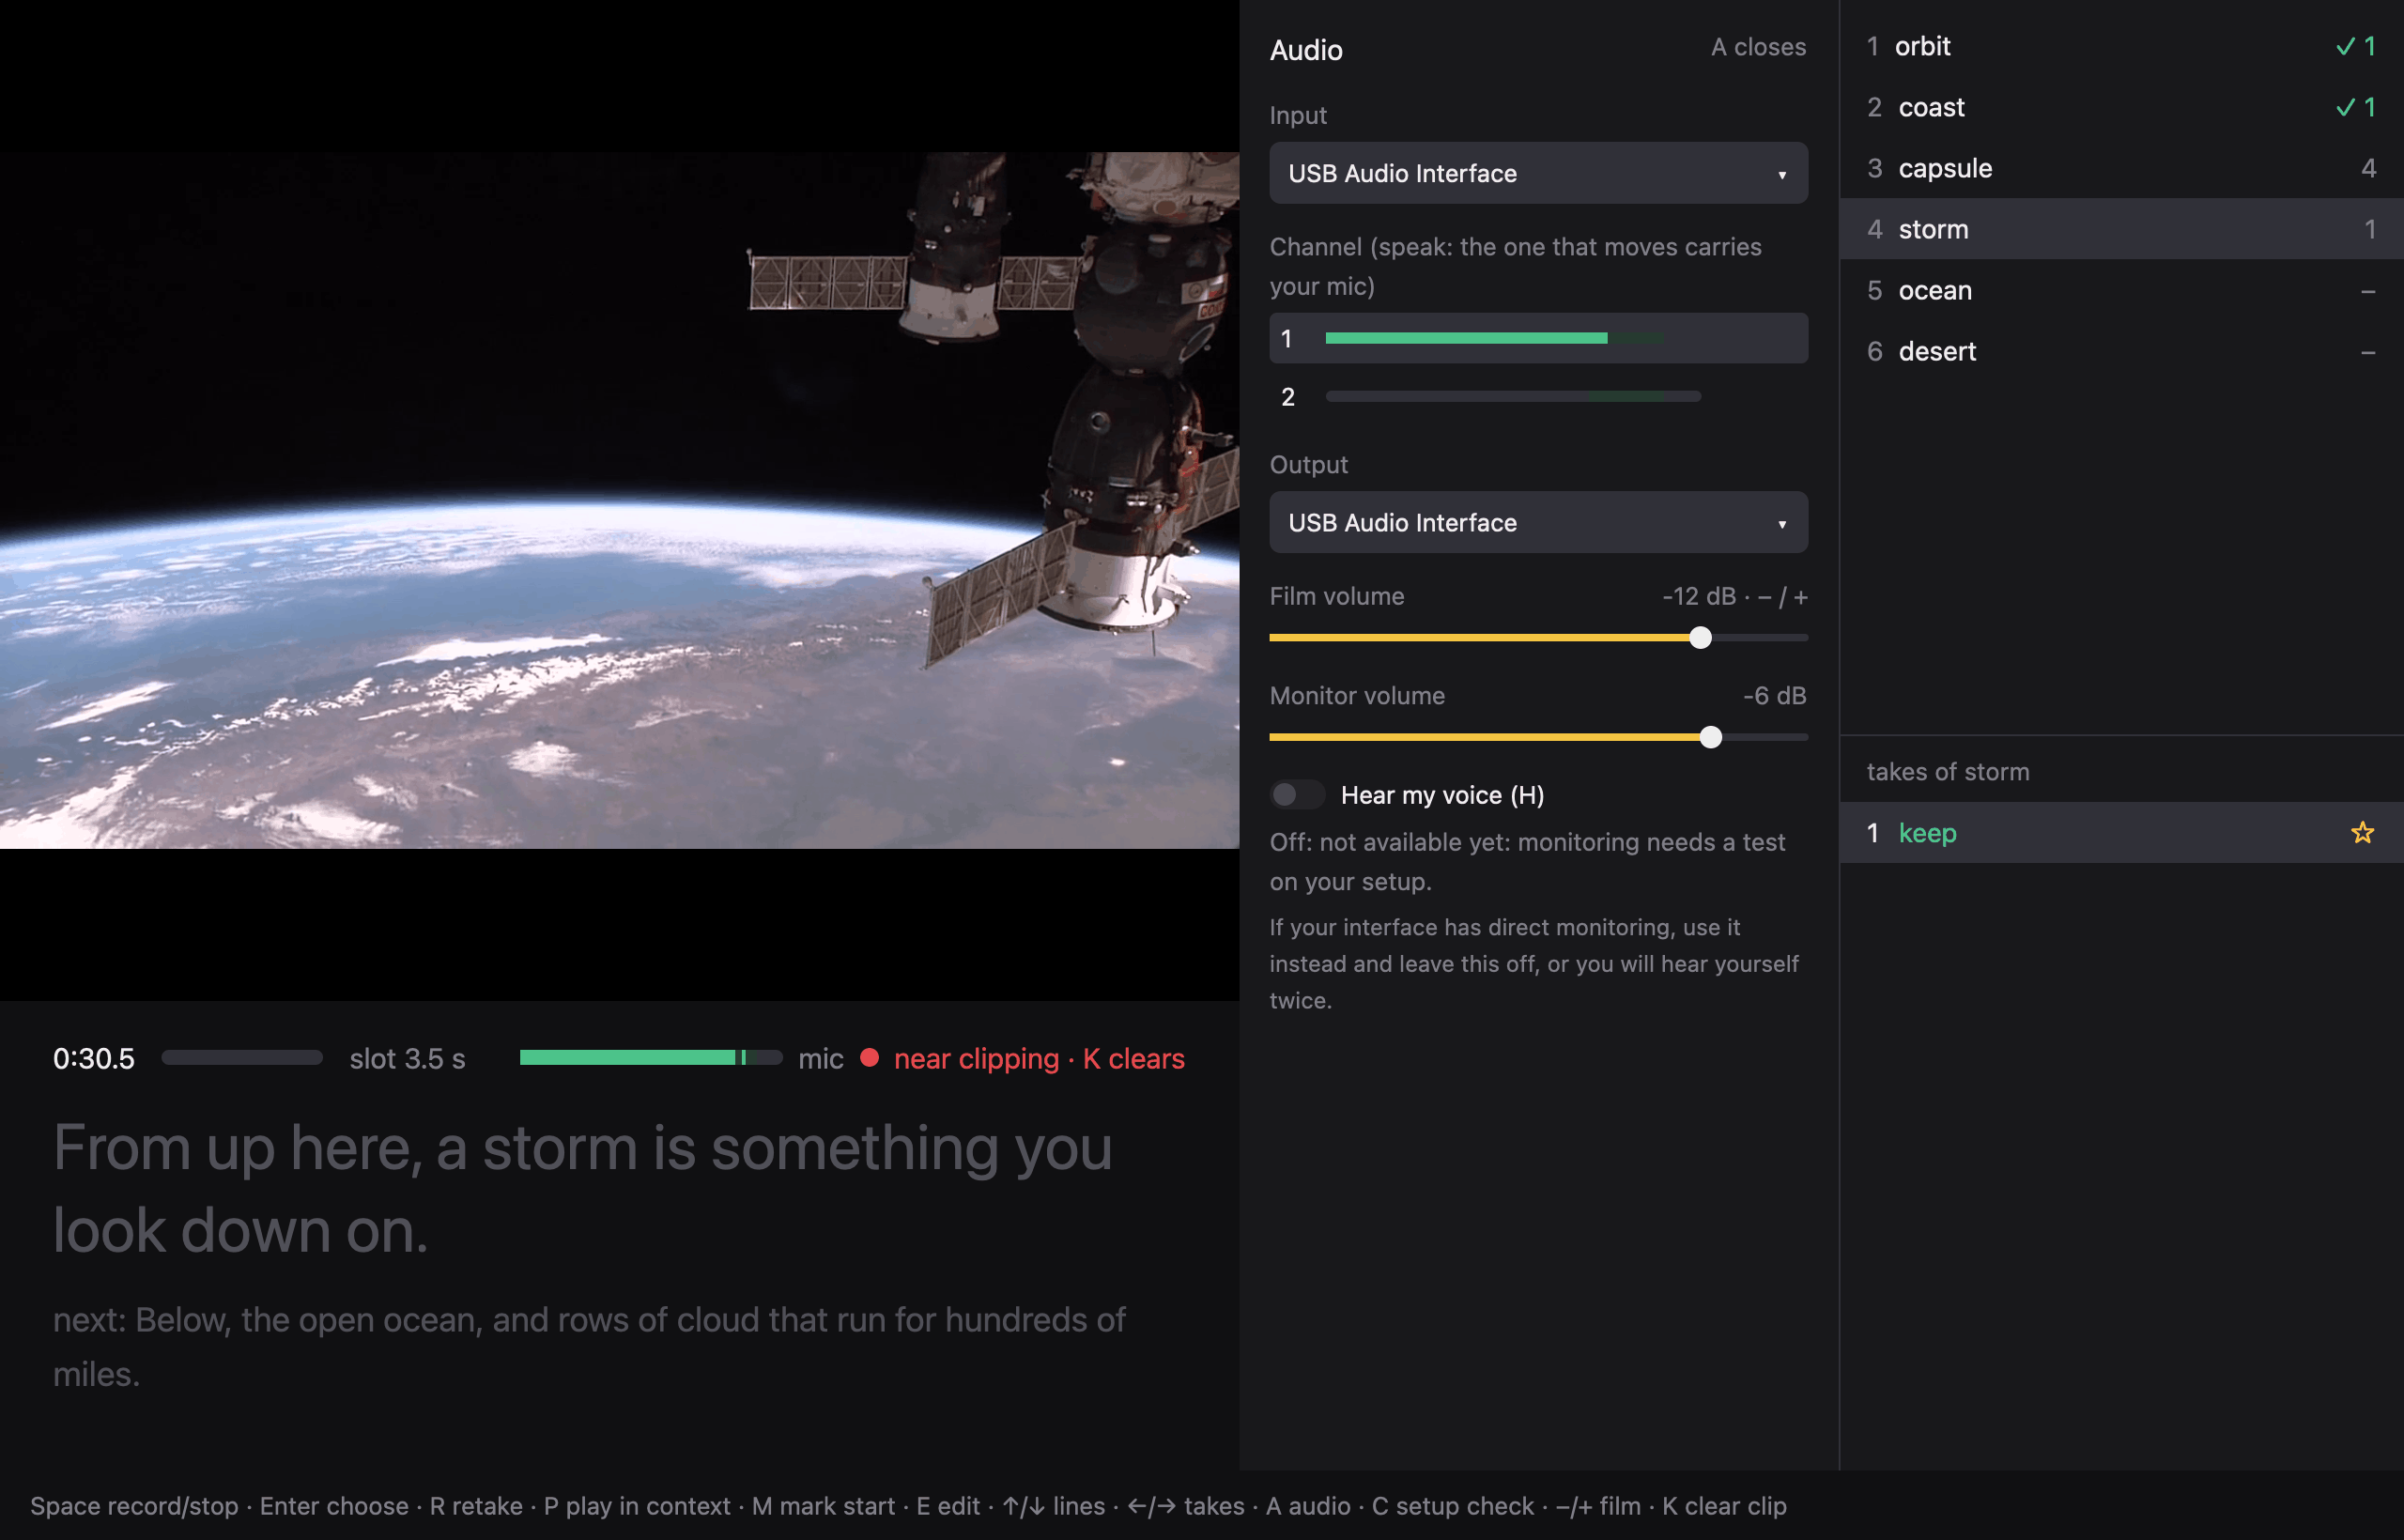 Audio
A closes
Input
USB Audio Interface
Channel (speak: the one that moves carries
your mic)
1
2
Output
USB Audio Interface
Film volume
-12 dB · – / +
Monitor volume
-6 dB
Hear my voice (H)
Off: not available yet: monitoring needs a test
on your setup.
If your interface has direct monitoring, use it
instead and leave this off, or you will hear yourself
twice.
1 orbit ✓ 1
2 coast ✓ 1
3 capsule 4
4 storm 1
5 ocean –
6 desert –
takes of storm
1 keep ☆
0:30.5 slot 3.5 s mic near clipping · K clears
From up here, a storm is something you
look down on.
next: Below, the open ocean, and rows of cloud that run for hundreds of
miles.
Space record/stop · Enter choose · R retake · P play in context · M mark start · E edit · ↑/↓ lines · ←/→ takes · A audio · C setup check · –/+ film · K clear clip